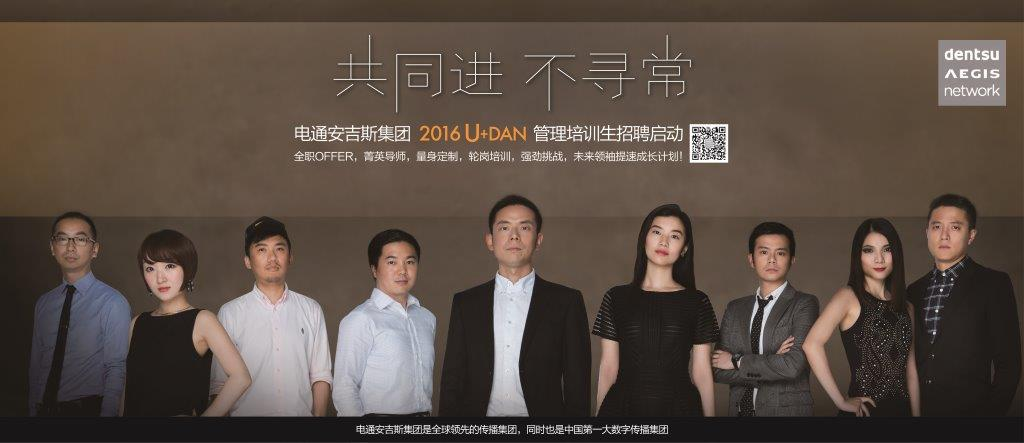 共同进 不寻常
dentsu
AEGIS
network
电通安吉斯集团 2016 U+DAN 管理培训生招聘启动
全职OFFER，菁英导师，量身定制，轮岗培训，强劲挑战，未来领袖提速成长计划！
电通安吉斯集团是全球领先的传播集团，同时也是中国第一大数字传播集团